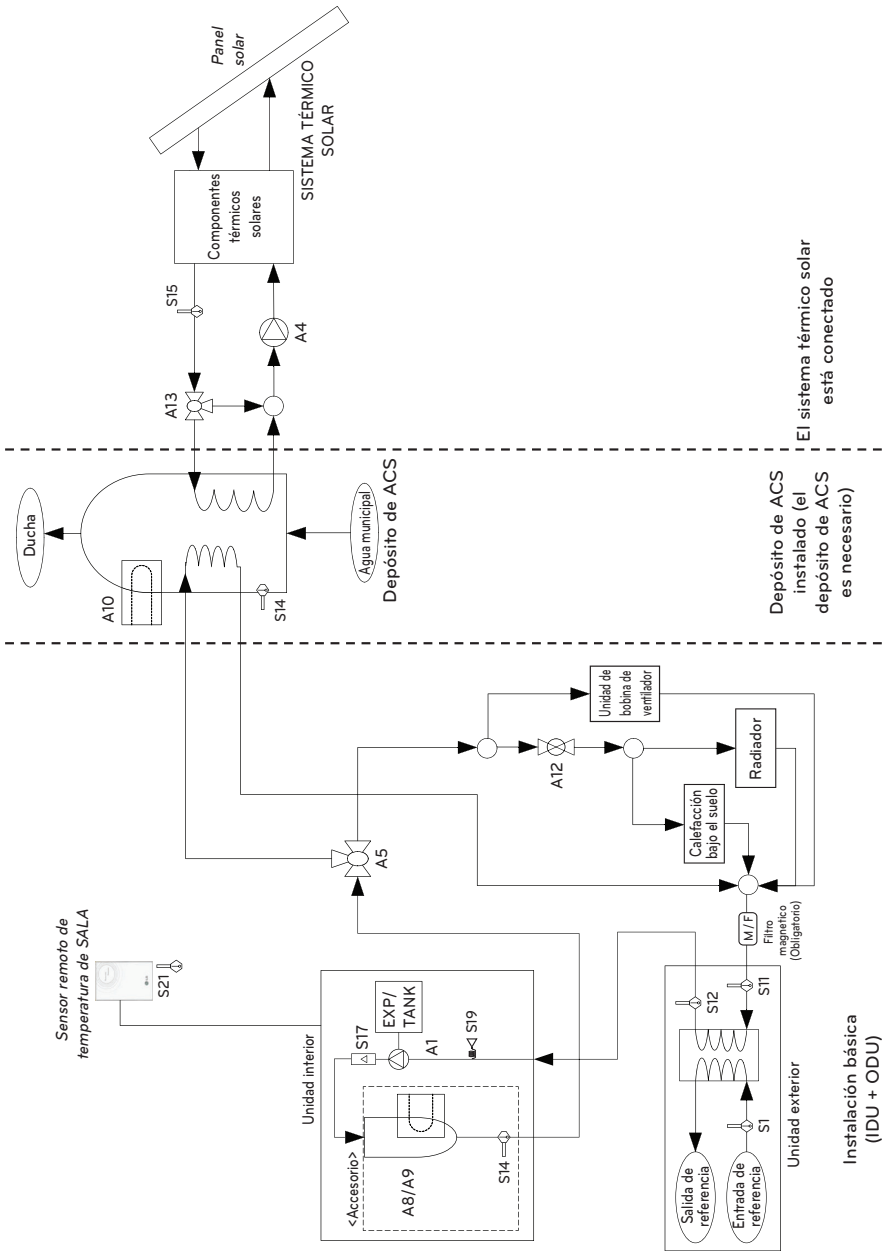 Panel
solar
SISTEMA TÉRMICO
SOLAR
Componentes
térmicos
solares
S15
A4
A13
El sistema térmico solar
está conectado
Ducha
A10
S14
Agua municipal
Depósito de ACS
Depósito de ACS
instalado (el
depósito de ACS
es necesario)
Unidad de
bobina de
ventilador
A12
Radiador
Calefacción
bajo el suelo
A5
M / F
Filtro
magnetico
(Obligatorio)
Sensor remoto de
temperatura de SALA
S21
Unidad interior
S17
EXP/
TANK
A1
S19
<Accesorio>
A8/A9
S14
S12
S11
S1
Salida de
referencia
Entrada de
referencia
Unidad exterior
Instalación básica
(IDU + ODU)